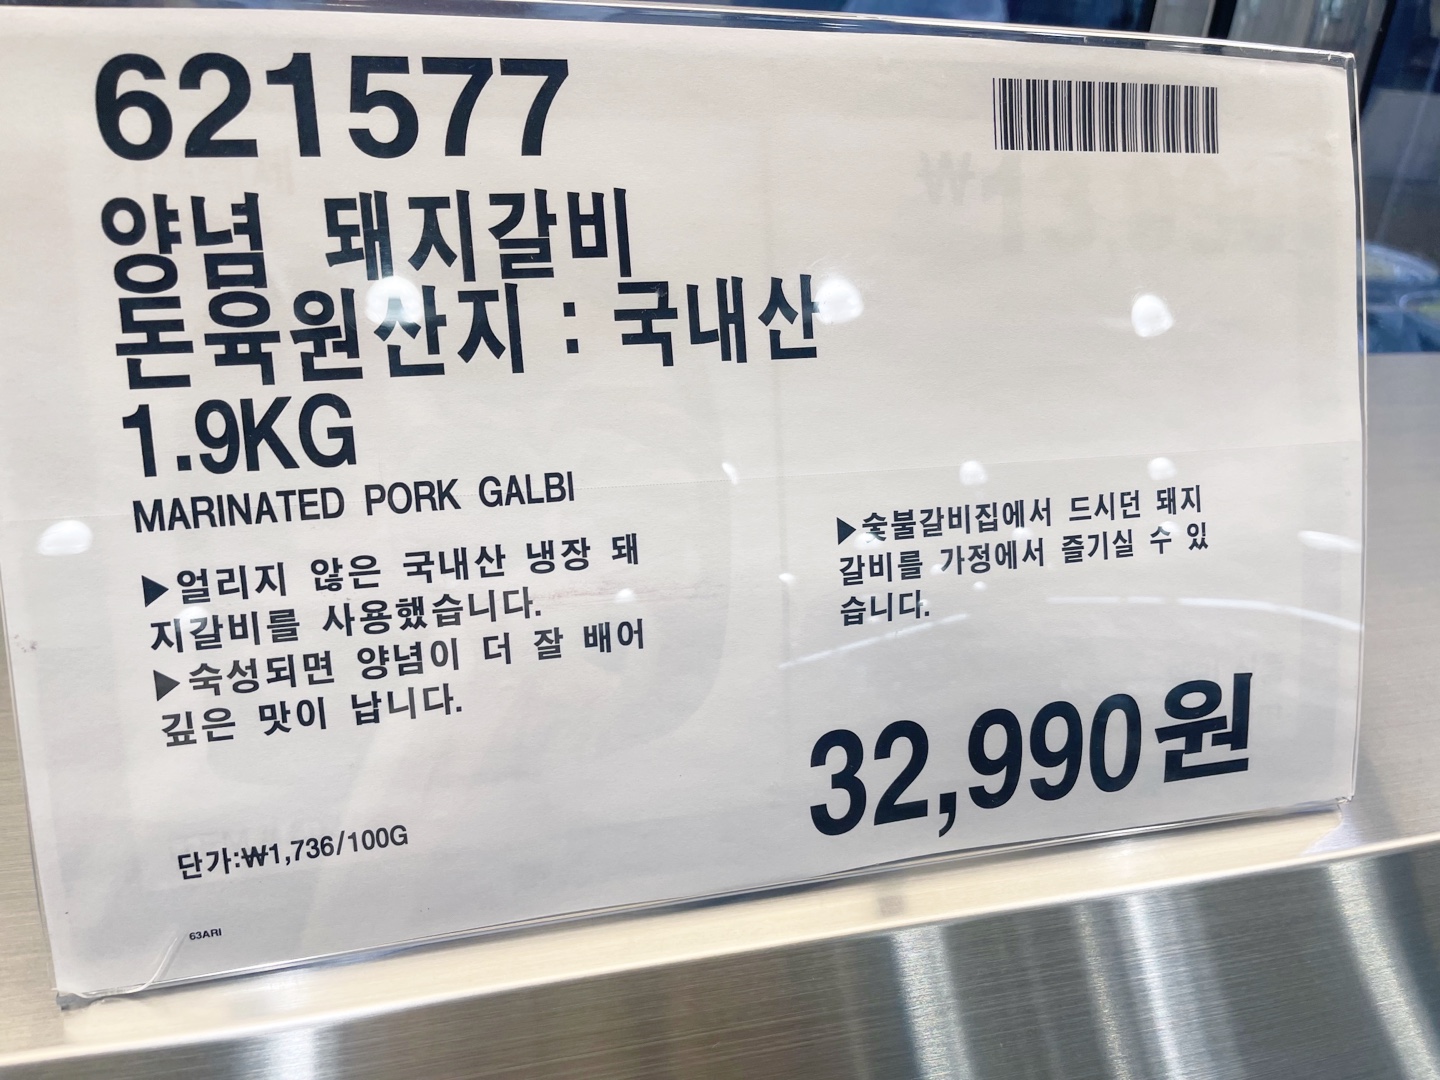 621577
양념 돼지갈비
돈육원산지 : 국내산
1.9KG
MARINATED PORK GALBI
▶얼리지 않은 국내산 냉장 돼
지갈비를 사용했습니다.
▶숙성되면 양념이 더 잘 배어
깊은 맛이 납니다.
▶숯불갈비집에서 드시던 돼지
갈비를 가정에서 즐기실 수 있
습니다.
32,990원
단가:₩1,736/100G
63ARI